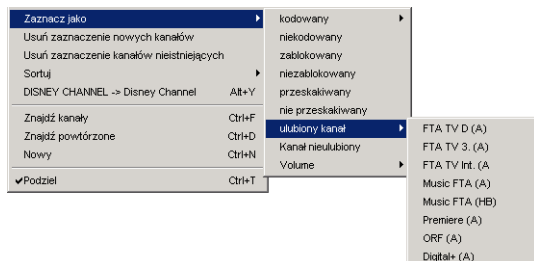 Zaznacz jako
Usuń zaznaczenie nowych kanałów
Usuń zaznaczenie kanałów nieistniejących
Sortuj
DISNEY CHANNEL -> Disney Channel Alt+Y
Znajdź kanały Ctrl+F
Znajdź powtórzone Ctrl+D
Nowy Ctrl+N
✔Podziel Ctrl+T
kodowany
niekodowany
zablokowany
niezablokowany
przeskakiwany
nie przeskakiwany
ulubiony kanał
Kanał nieulubiony
Volume
FTA TV D (A)
FTA TV 3. (A)
FTA TV Int. (A
Music FTA (A)
Music FTA (HB)
Premiere (A)
ORF (A)
Digital+ (A)